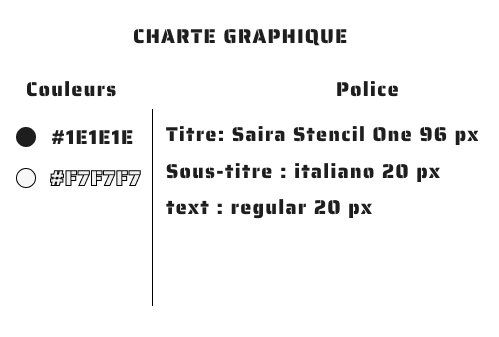 CHARTE GRAPHIQUE
Couleurs
#1E1E1E
#F7F7F7
Police
Titre: Saira Stencil One 96 px
Sous-titre : italiano 20 px
text : regular 20 px